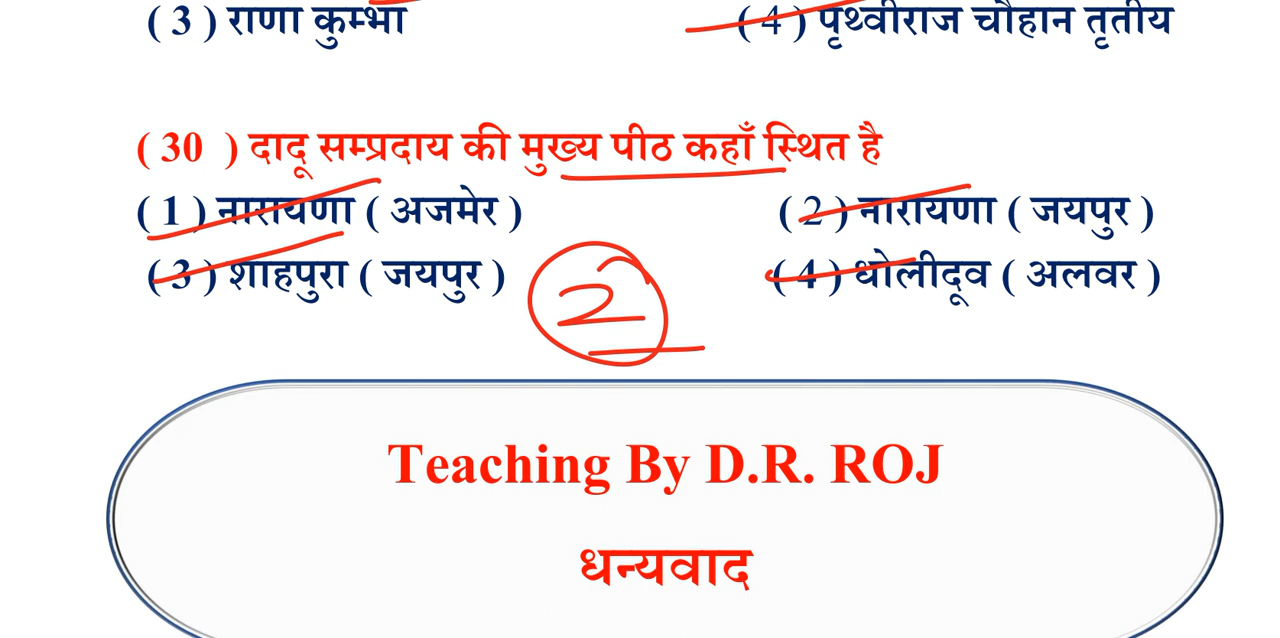 ( 3 ) राणा कुम्भा ( 4 ) पृथ्वीराज चौहान तृतीय
( 30 ) दादू सम्प्रदाय की मुख्य पीठ कहाँ स्थित है
( 1 ) नारायणा ( अजमेर ) ( 2 ) नारायणा ( जयपुर )
( 3 ) शाहपुरा ( जयपुर ) ( 4 ) धोलीदूव ( अलवर )
2
Teaching By D.R. ROJ
धन्यवाद